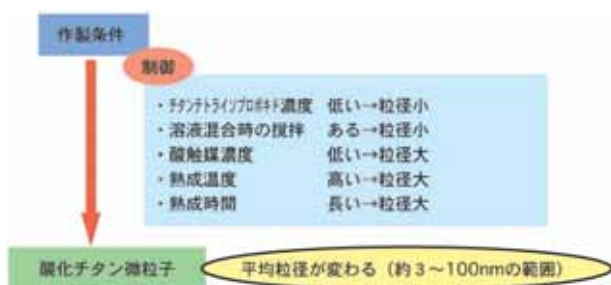 作製条件
制御
・チタンテトライソプロポキド濃度 低い→粒径小
・溶液混合時の撹拌 ある→粒径小
・酸触媒濃度 低い→粒径大
・熟成温度 高い→粒径大
・熟成時間 長い→粒径大
酸化チタン微粒子 平均粒径が変わる（約3～100nmの範囲）